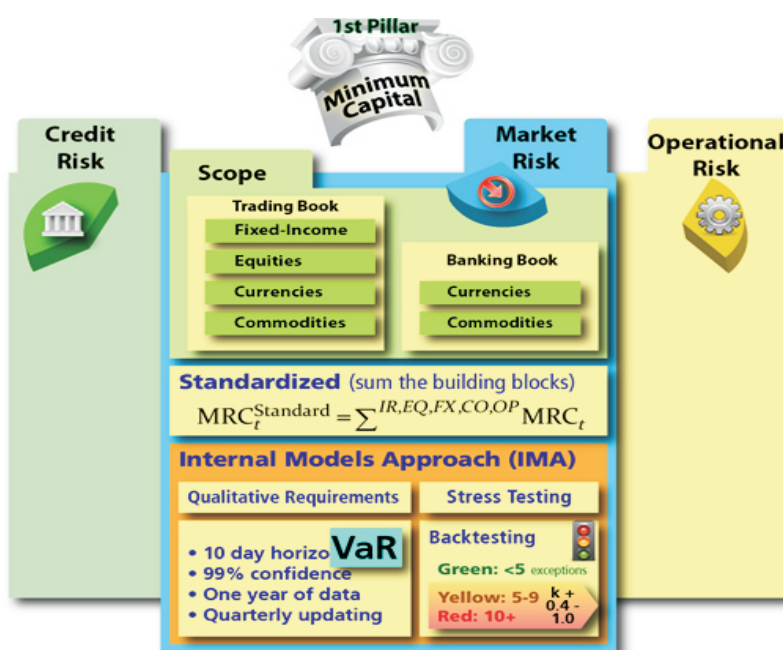 1st Pillar
Minimum
Capital
Credit
Risk
Market
Risk
Operational
Risk
Scope
Trading Book
Fixed-Income
Equities
Currencies
Commodities
Banking Book
Currencies
Commodities
Standardized (sum the building blocks)
MRC_t^Standard = ∑^IR,EQ,FX,CO,OP MRC_t
Internal Models Approach (IMA)
Qualitative Requirements
Stress Testing
VaR
• 10 day horizo
• 99% confidence
• One year of data
• Quarterly updating
Backtesting
Green: <5 exceptions
Yellow: 5-9
Red: 10+
k +
0.4 -
1.0